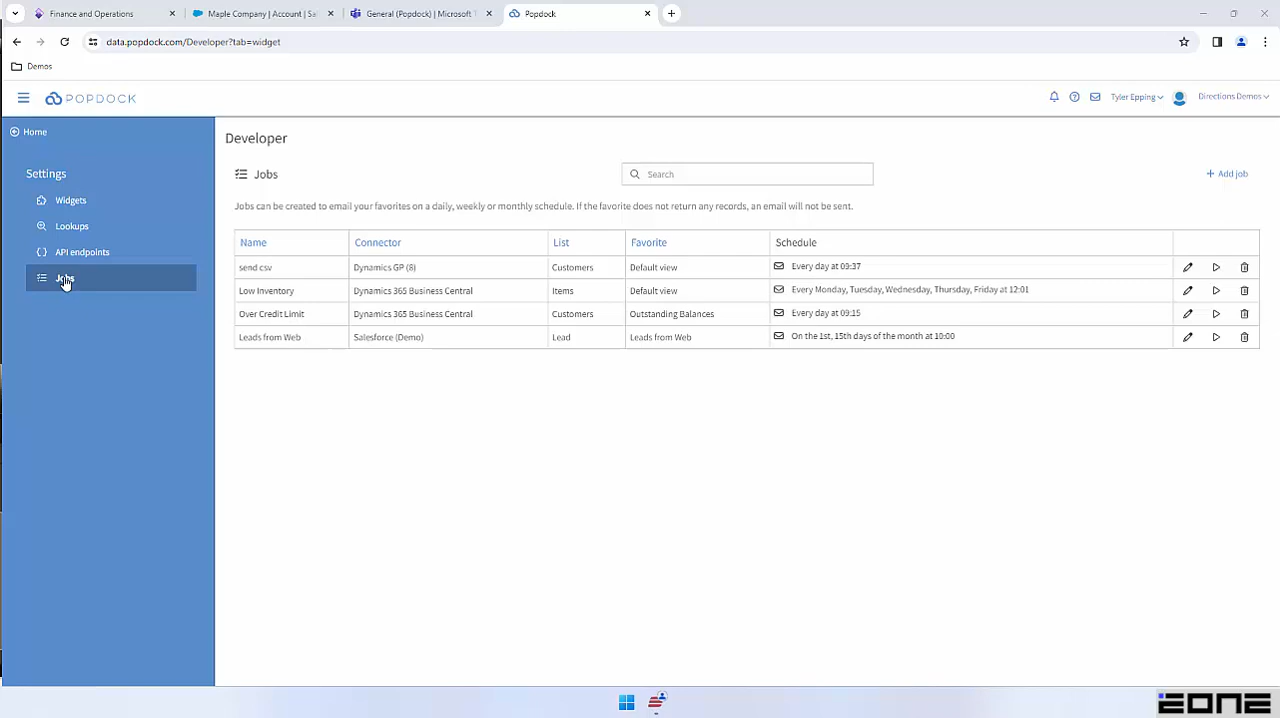 Finance and Operations
Maple Company | Account | Sa
General (Popdock) | Microsoft T
Popdock
data.popdock.com/Developer?tab=widget
Demos
POPDOCK
Tyler Epping
Directions Demos
Home
Settings
Widgets
Lookups
API endpoints
Jobs
Developer
Jobs
Search
+ Add job
Jobs can be created to email your favorites on a daily, weekly or monthly schedule. If the favorite does not return any records, an email will not be sent.
Name Connector List Favorite Schedule
send csv Dynamics GP (8) Customers Default view Every day at 09:37
Low Inventory Dynamics 365 Business Central Items Default view Every Monday, Tuesday, Wednesday, Thursday, Friday at 12:01
Over Credit Limit Dynamics 365 Business Central Customers Outstanding Balances Every day at 09:15
Leads from Web Salesforce (Demo) Lead Leads from Web On the 1st, 15th days of the month at 10:00
eone